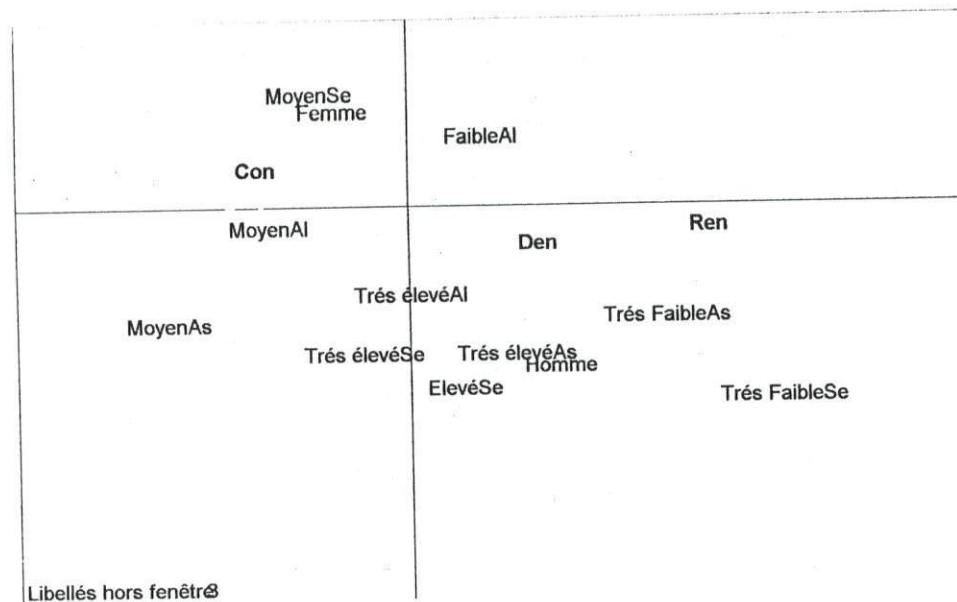 MoyenSe
Femme
FaibleAl
Con
MoyenAl
Den
Ren
Trés élevéAl
Trés FaibleAs
MoyenAs
Trés élevéSe
Trés élevéAs
Homme
ElevéSe
Trés FaibleSe
Libellés hors fenêtre3